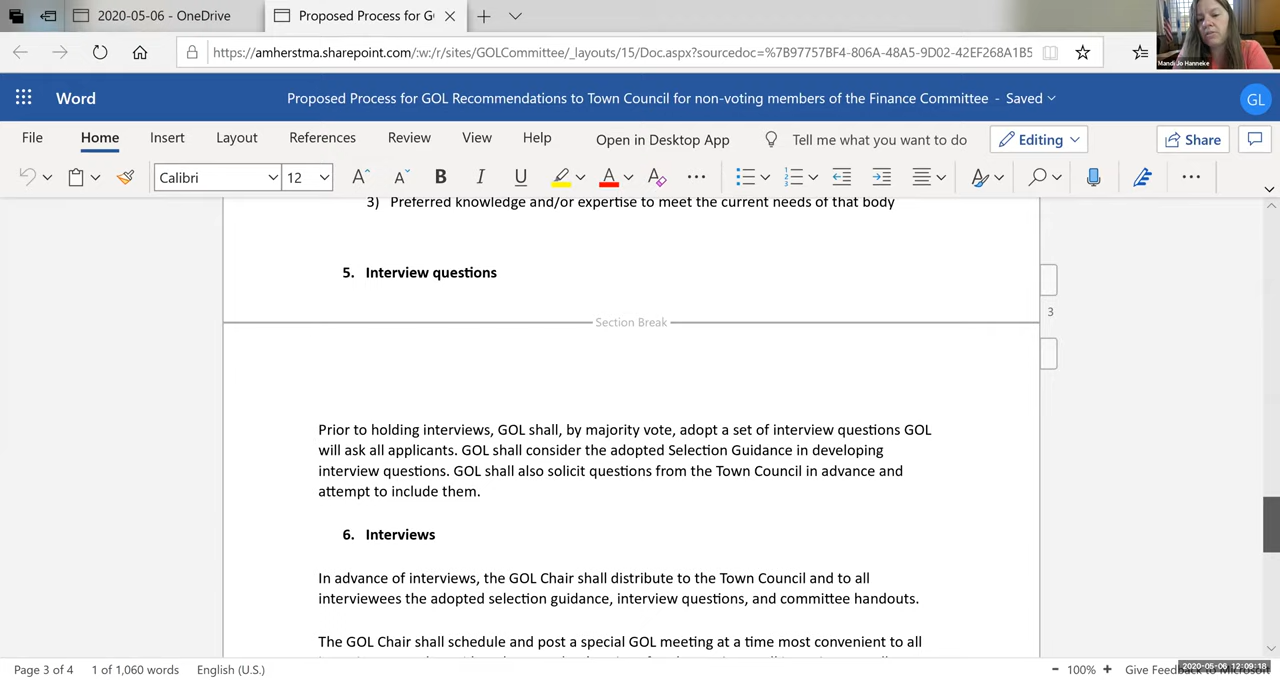 2020-05-06 - OneDrive
Proposed Process for GO
https://amherstma.sharepoint.com/:w:/r/sites/GOLCommittee/_layouts/15/Doc.aspx?sourcedoc=%7B97757BF4-806A-48A5-9D02-42EF268A1B5
Mandi Jo Hanneke
Word
Proposed Process for GOL Recommendations to Town Council for non-voting members of the Finance Committee - Saved
GL
File Home Insert Layout References Review View Help Open in Desktop App Tell me what you want to do Editing Share
Calibri 12 A A B I U A A
3) Preferred knowledge and/or expertise to meet the current needs of that body
5. Interview questions
3
Section Break
Prior to holding interviews, GOL shall, by majority vote, adopt a set of interview questions GOL
will ask all applicants. GOL shall consider the adopted Selection Guidance in developing
interview questions. GOL shall also solicit questions from the Town Council in advance and
attempt to include them.
6. Interviews
In advance of interviews, the GOL Chair shall distribute to the Town Council and to all
interviewees the adopted selection guidance, interview questions, and committee handouts.
The GOL Chair shall schedule and post a special GOL meeting at a time most convenient to all
Page 3 of 4 1 of 1,060 words English (U.S.) - 100% + Give Feedback to Microsoft
2020-05-06 12:09:18